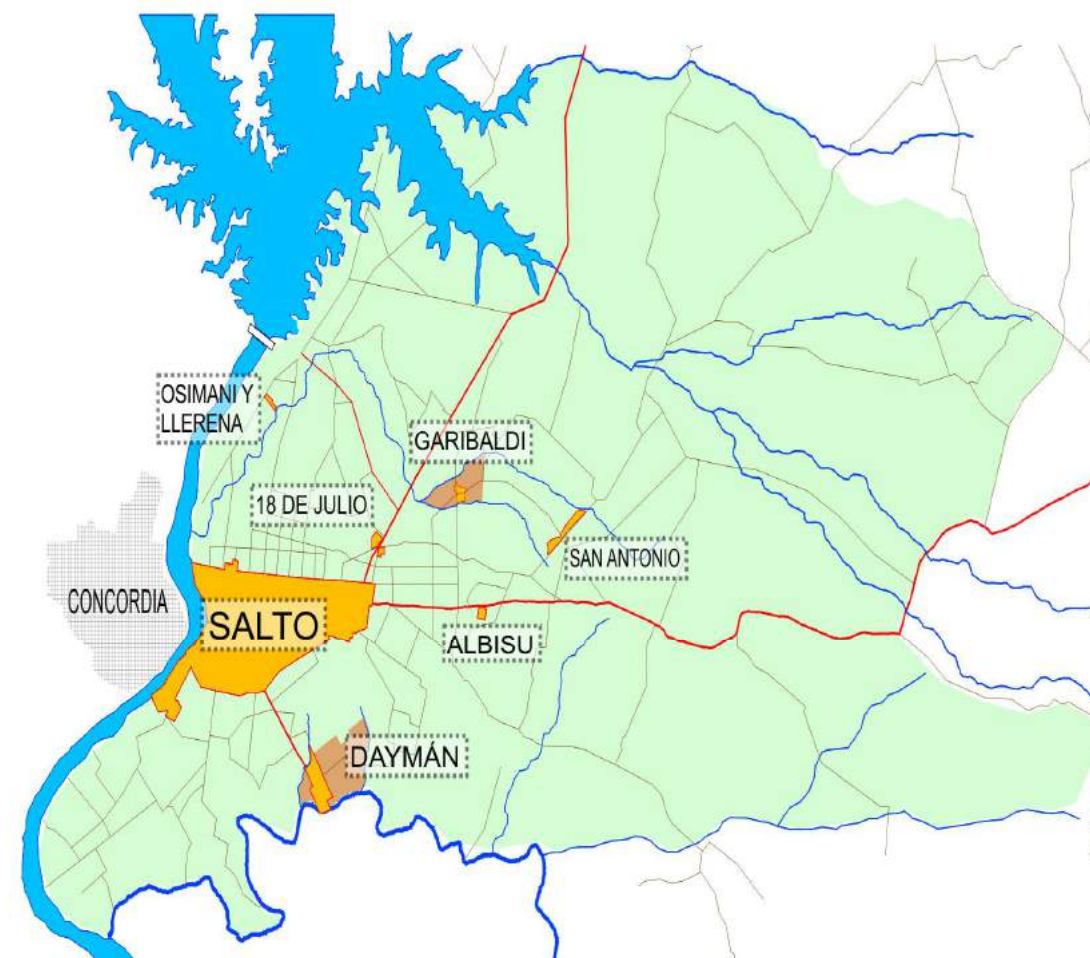 OSIMANI Y
LLERENA
GARIBALDI
18 DE JULIO
SAN ANTONIO
CONCORDIA
SALTO
ALBISU
DAYMÁN